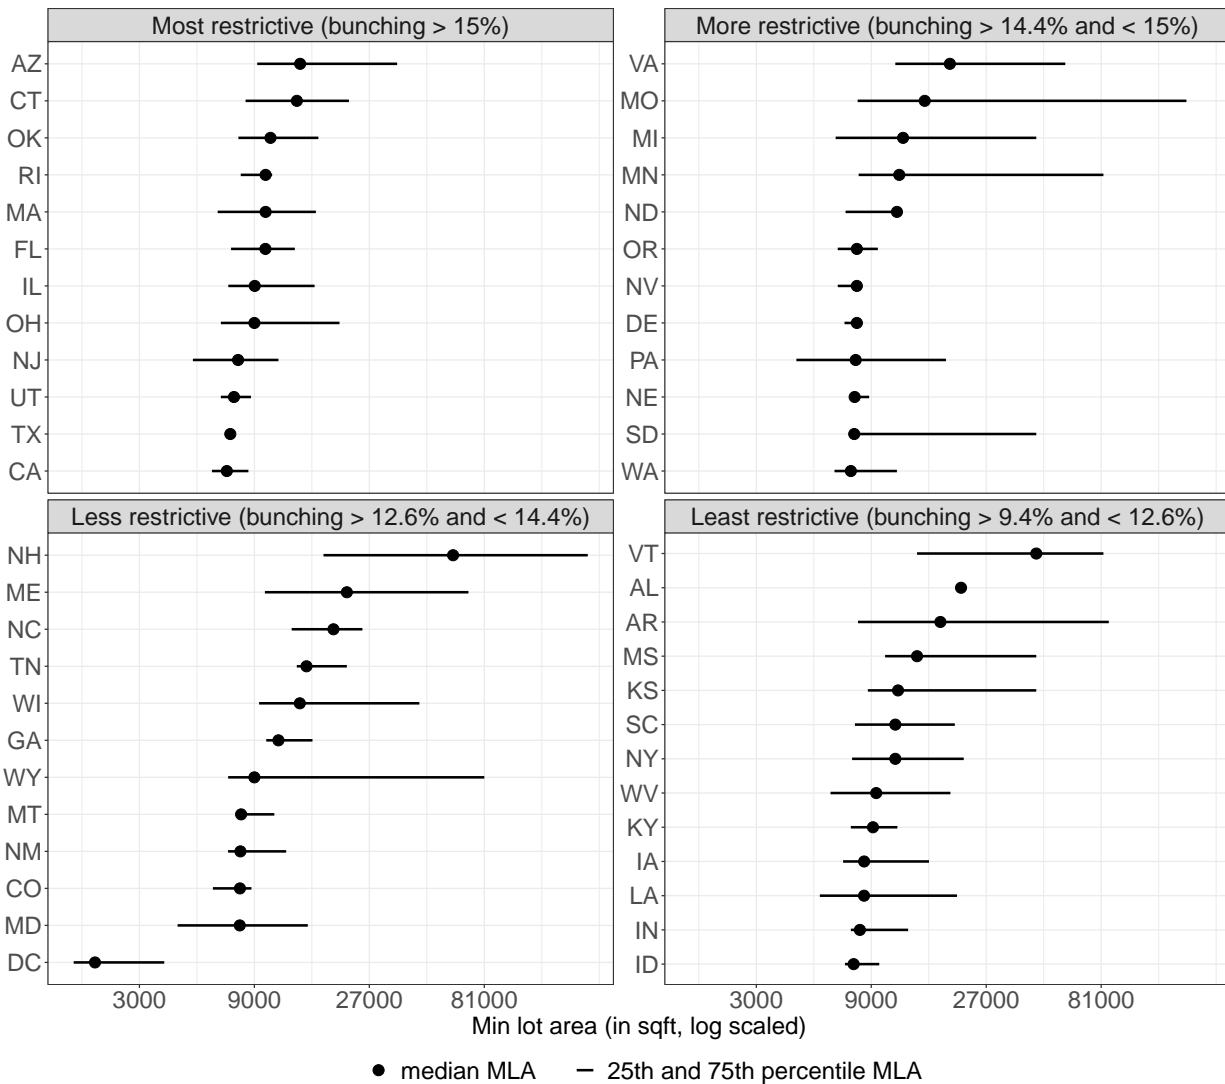 Most restrictive (bunching > 15%)
AZ
CT
OK
RI
MA
FL
IL
OH
NJ
UT
TX
CA
More restrictive (bunching > 14.4% and < 15%)
VA
MO
MI
MN
ND
OR
NV
DE
PA
NE
SD
WA
Less restrictive (bunching > 12.6% and < 14.4%)
NH
ME
NC
TN
WI
GA
WY
MT
NM
CO
MD
DC
3000 9000 27000 81000
Least restrictive (bunching > 9.4% and < 12.6%)
VT
AL
AR
MS
KS
SC
NY
WV
KY
IA
LA
IN
ID
3000 9000 27000 81000
Min lot area (in sqft, log scaled)
median MLA
25th and 75th percentile MLA